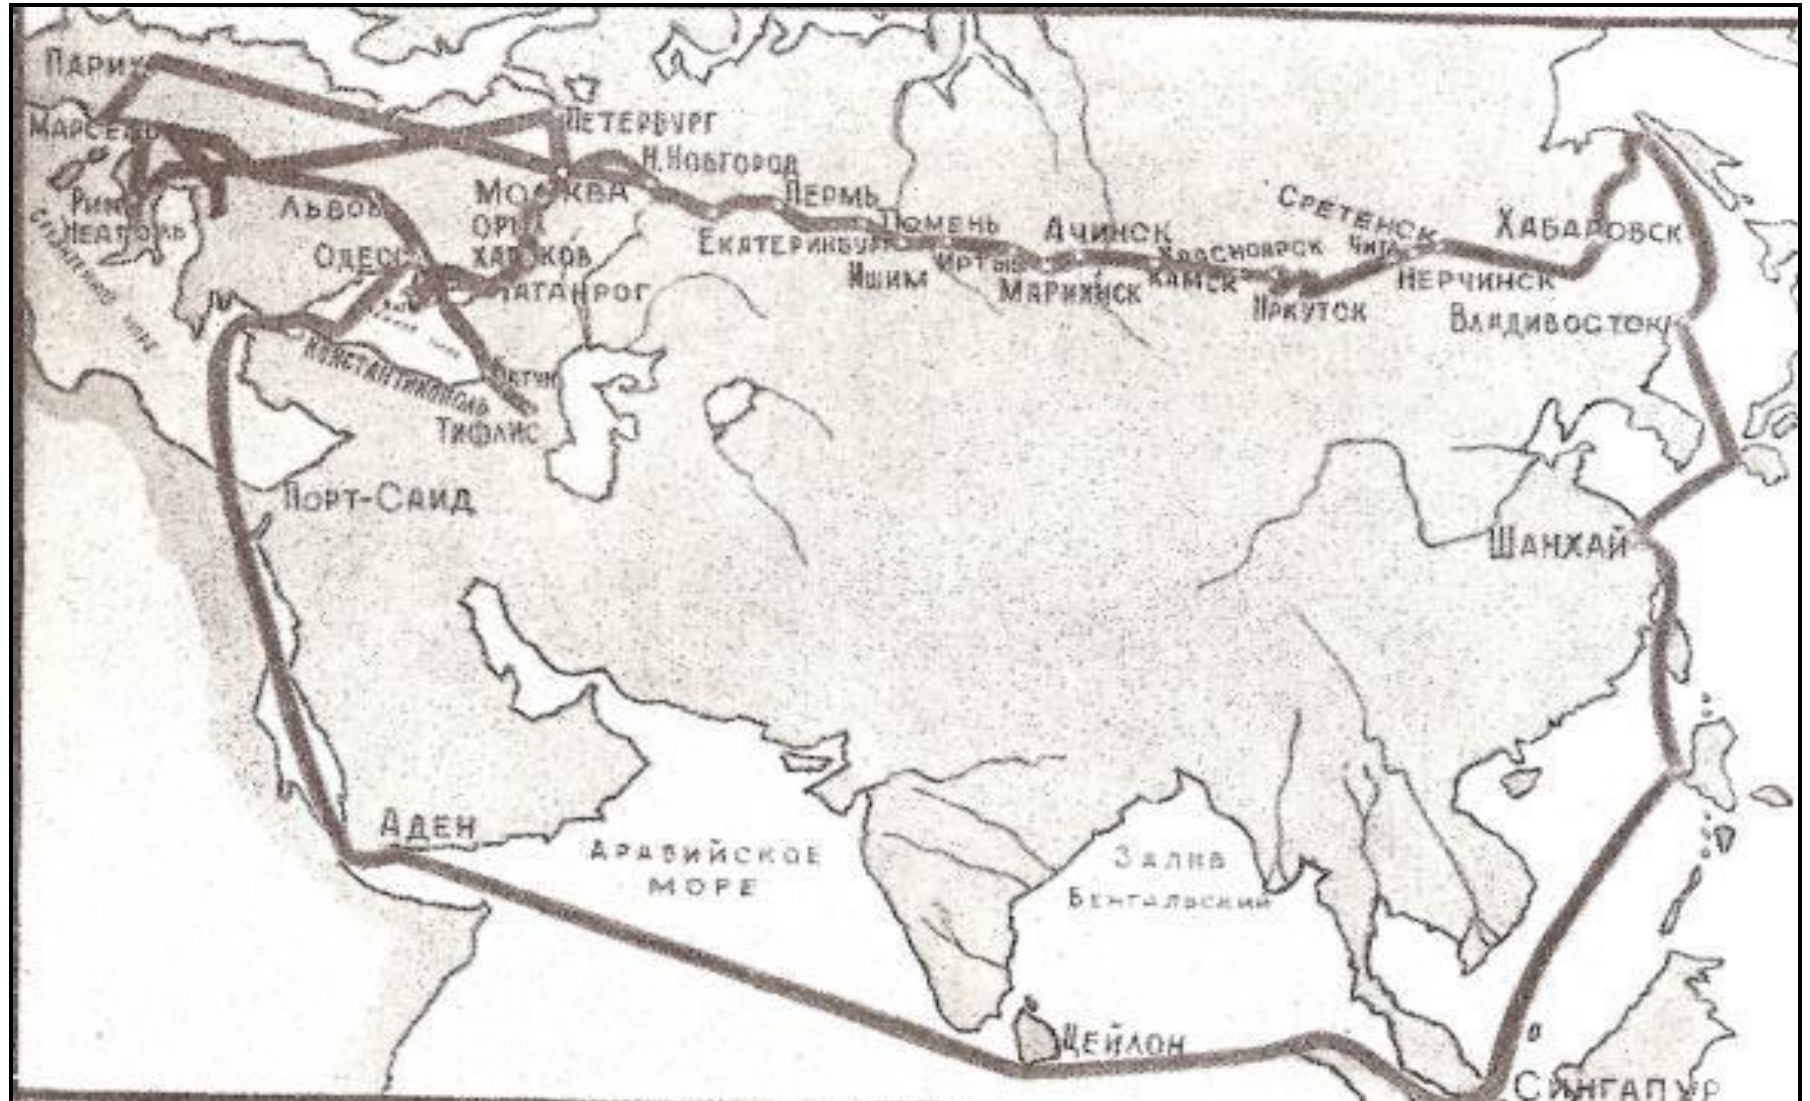 ПАРИЖ
МАРСЕЛЬ
ПЕТЕРБУРГ
Н.НОВГОРОД
МОСКВА
РИМ
НЕАПОЛЬ
ЛЬВОВ
ОРЕЛ
ХАРЬКОВ
ОДЕССА
ТАГАНРОГ
ПЕРМЬ
ТЮМЕНЬ
ЕКАТЕРИНБУРГ
ИШИМ
ИРТЫШ
АЧИНСК
МАРИИНСК
КРАСНОЯРСК
КАНСК
ИРКУТСК
СРЕТЕНСК
ЧИТА
НЕРЧИНСК
ХАБАРОВСК
ВЛАДИВОСТОК
КОНСТАНТИНОПОЛЬ
БАТУМ
ТИФЛИС
ПОРТ-САИД
ШАНХАЙ
АДЕН
АРАВИЙСКОЕ
МОРЕ
ЗАЛИВ
БЕНГАЛЬСКИЙ
ЦЕЙЛОН
СИНГАПУР